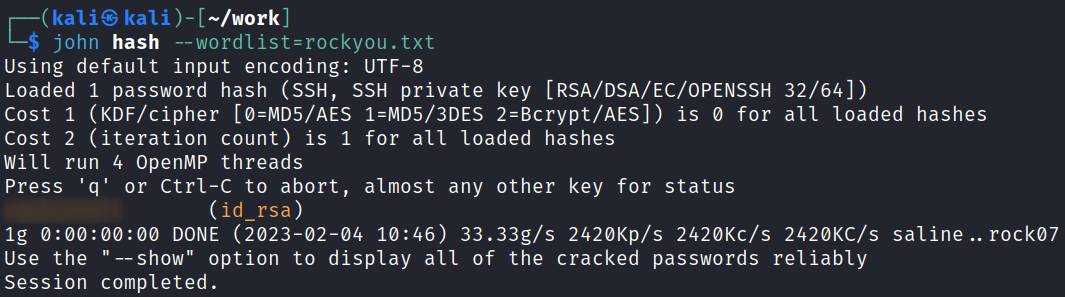 ┌──(kali㉿kali)-[~/work]
└─$ john hash --wordlist=rockyou.txt
Using default input encoding: UTF-8
Loaded 1 password hash (SSH, SSH private key [RSA/DSA/EC/OPENSSH 32/64])
Cost 1 (KDF/cipher [0=MD5/AES 1=MD5/3DES 2=Bcrypt/AES]) is 0 for all loaded hashes
Cost 2 (iteration count) is 1 for all loaded hashes
Will run 4 OpenMP threads
Press 'q' or Ctrl-C to abort, almost any other key for status
(id_rsa)
1g 0:00:00:00 DONE (2023-02-04 10:46) 33.33g/s 2420Kp/s 2420Kc/s 2420KC/s saline..rock07
Use the "--show" option to display all of the cracked passwords reliably
Session completed.